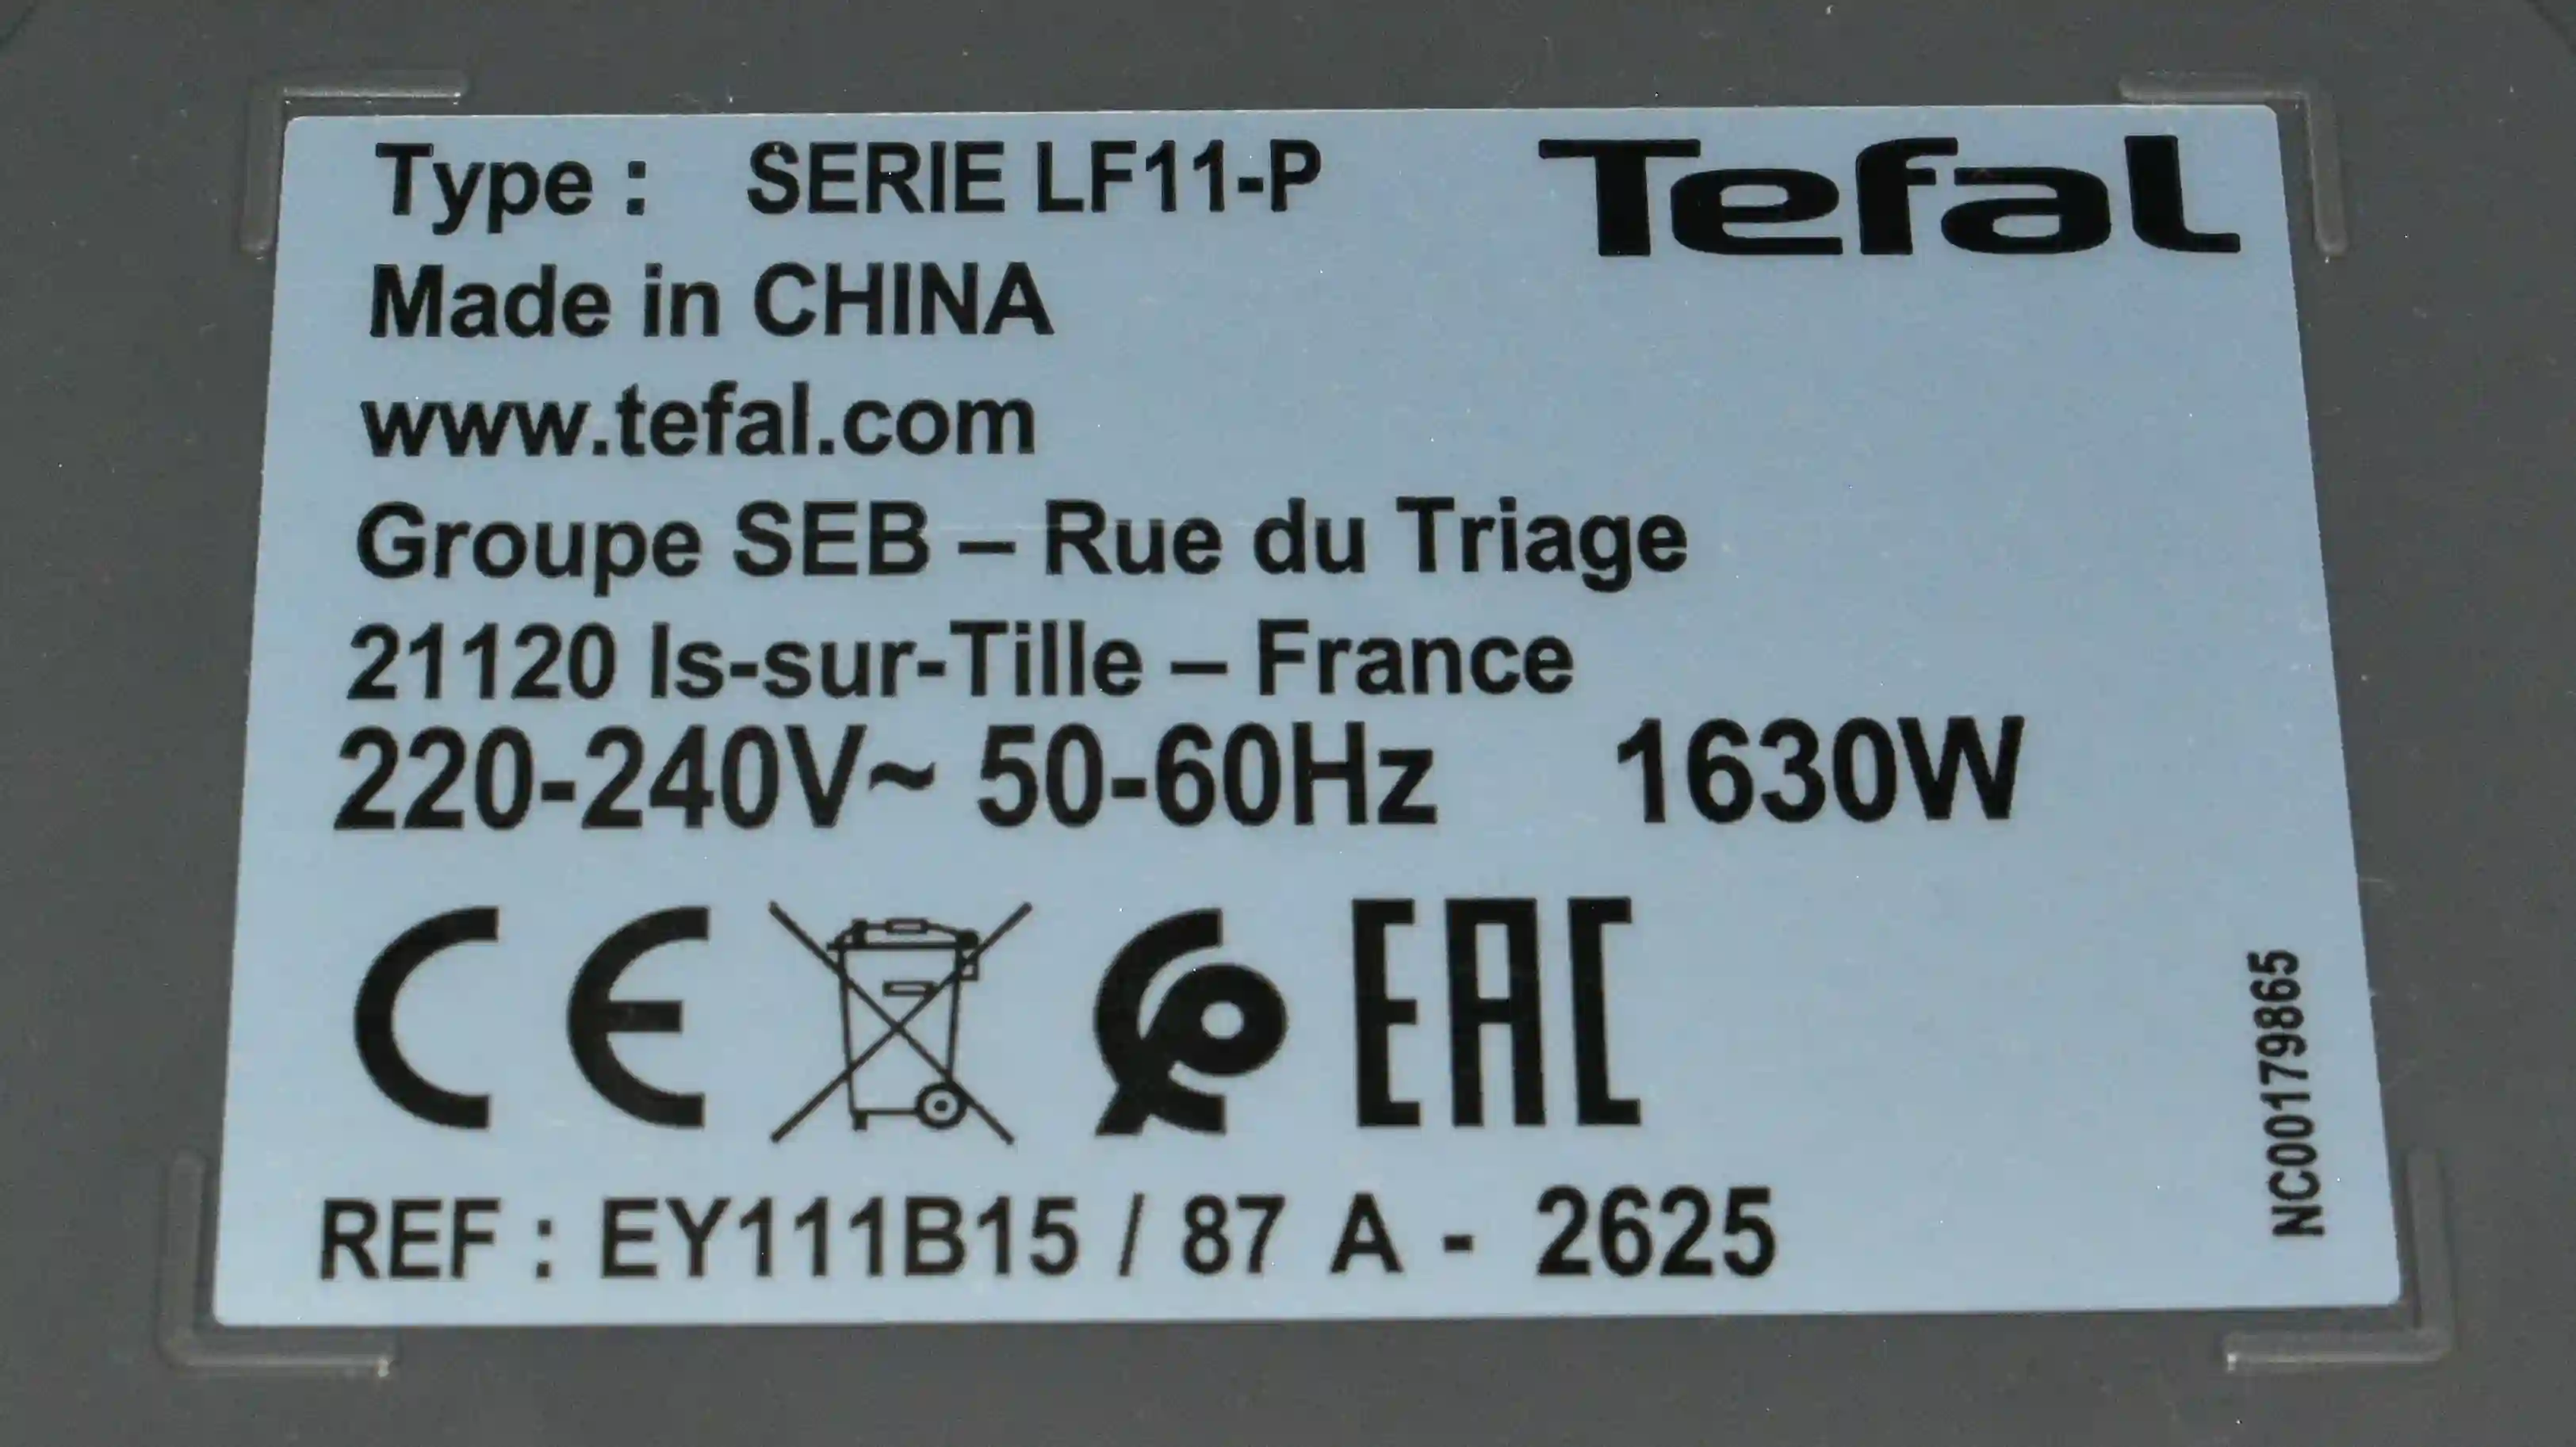 Type : SERIE LF11-P
Tefal
Made in CHINA
www.tefal.com
Groupe SEB – Rue du Triage
21120 Is-sur-Tille – France
220-240V~ 50-60Hz 1630W
CE EAC
REF : EY111B15 / 87 A - 2625
NC00179865